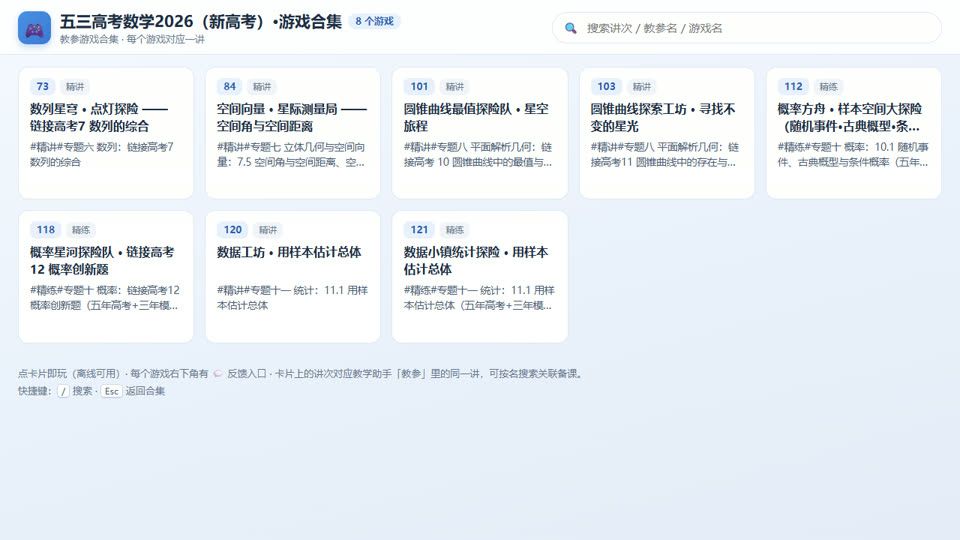 五三高考数学2026（新高考）·游戏合集 8 个游戏
教参游戏合集 · 每个游戏对应一讲
搜索讲次 / 教参名 / 游戏名
73 精讲
数列星穹 · 点灯探险 ——
链接高考7 数列的综合
#精讲#专题六 数列：链接高考7
数列的综合
84 精讲
空间向量 · 星际测量局 ——
空间角与空间距离
#精讲#专题七 立体几何与空间向
量：7.5 空间角与空间距离、空...
101 精讲
圆锥曲线最值探险队 · 星空
旅程
#精讲#专题八 平面解析几何：链
接高考 10 圆锥曲线中的最值与...
103 精讲
圆锥曲线探索工坊 · 寻找不
变的星光
#精讲#专题八 平面解析几何：链
接高考11 圆锥曲线中的存在与...
112 精练
概率方舟 · 样本空间大探险
（随机事件·古典概型·条...
#精练#专题十 概率：10.1 随机事
件、古典概型与条件概率（五年...
118 精练
概率星河探险队 · 链接高考
12 概率创新题
#精练#专题十 概率：链接高考12
概率创新题（五年高考+三年模...
120 精讲
数据工坊 · 用样本估计总体
#精讲#专题十一 统计：11.1 用样
本估计总体
121 精练
数据小镇统计探险 · 用样本
估计总体
#精练#专题十一 统计：11.1 用样
本估计总体（五年高考+三年模...
点卡片即玩（离线可用）· 每个游戏右下角有 反馈入口 · 卡片上的讲次对应教学助手「教参」里的同一讲，可按名搜索关联备课。
快捷键： / 搜索 · Esc 返回合集